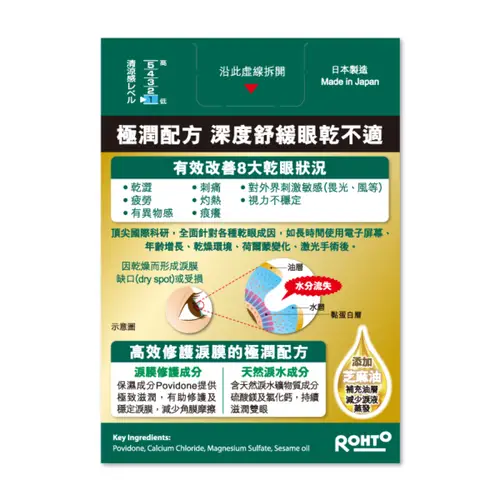 清涼感レベル
高
5
4
3
2
1
低
沿此虛線拆開
日本製造
Made in Japan
極潤配方 深度舒緩眼乾不適
有效改善8大乾眼狀況
• 乾澀 • 刺痛 • 對外界刺激敏感(畏光、風等)
• 疲勞 • 灼熱 • 視力不穩定
• 有異物感 • 痕癢
頂尖國際科研，全面針對各種乾眼成因，如長時間使用電子屏幕、
年齡增長、乾燥環境、荷爾蒙變化、激光手術後。
因乾燥而形成淚膜
缺口(dry spot)或受損
油層
水分流失
水層
黏蛋白層
示意圖
高效修護淚膜的極潤配方
淚膜修護成分
保濕成分Povidone提供
極致滋潤，有助修護及
穩定淚膜，減少角膜摩擦
天然淚水成分
含天然淚水礦物質成分
硫酸鎂及氯化鈣，持續
滋潤雙眼
添加
芝麻油
補充油層
減少淚液
蒸發
Key Ingredients:
Povidone, Calcium Chloride, Magnesium Sulfate, Sesame oil
ROHTO